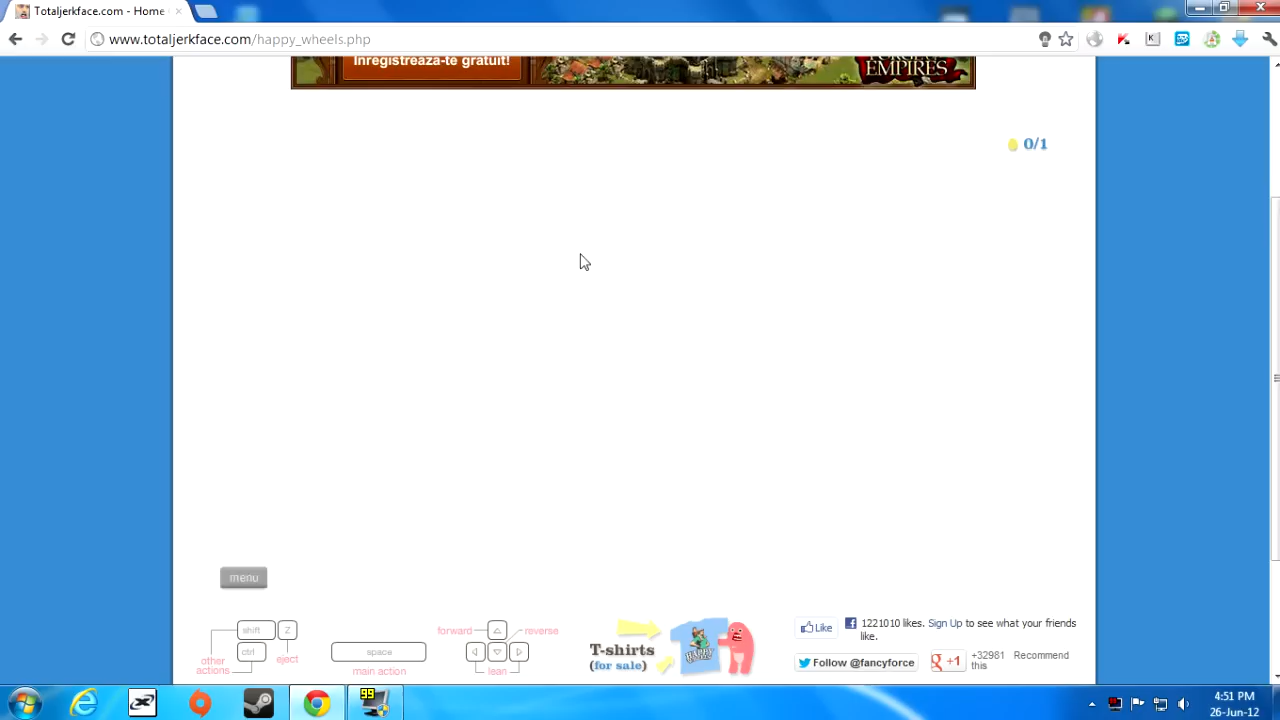 Totaljerkface.com - Home
www.totaljerkface.com/happy_wheels.php
Inregistreaza-te gratuit!
EMPIRES
0/1
menu
shift
Z
ctrl
other
actions
eject
space
main action
forward
reverse
lean
T-shirts
(for sale)
HAPPY
Like
1221010 likes. Sign Up to see what your friends
like.
Follow @fancyforce
+1
+32981 Recommend
this
99
4:51 PM
26-Jun-12